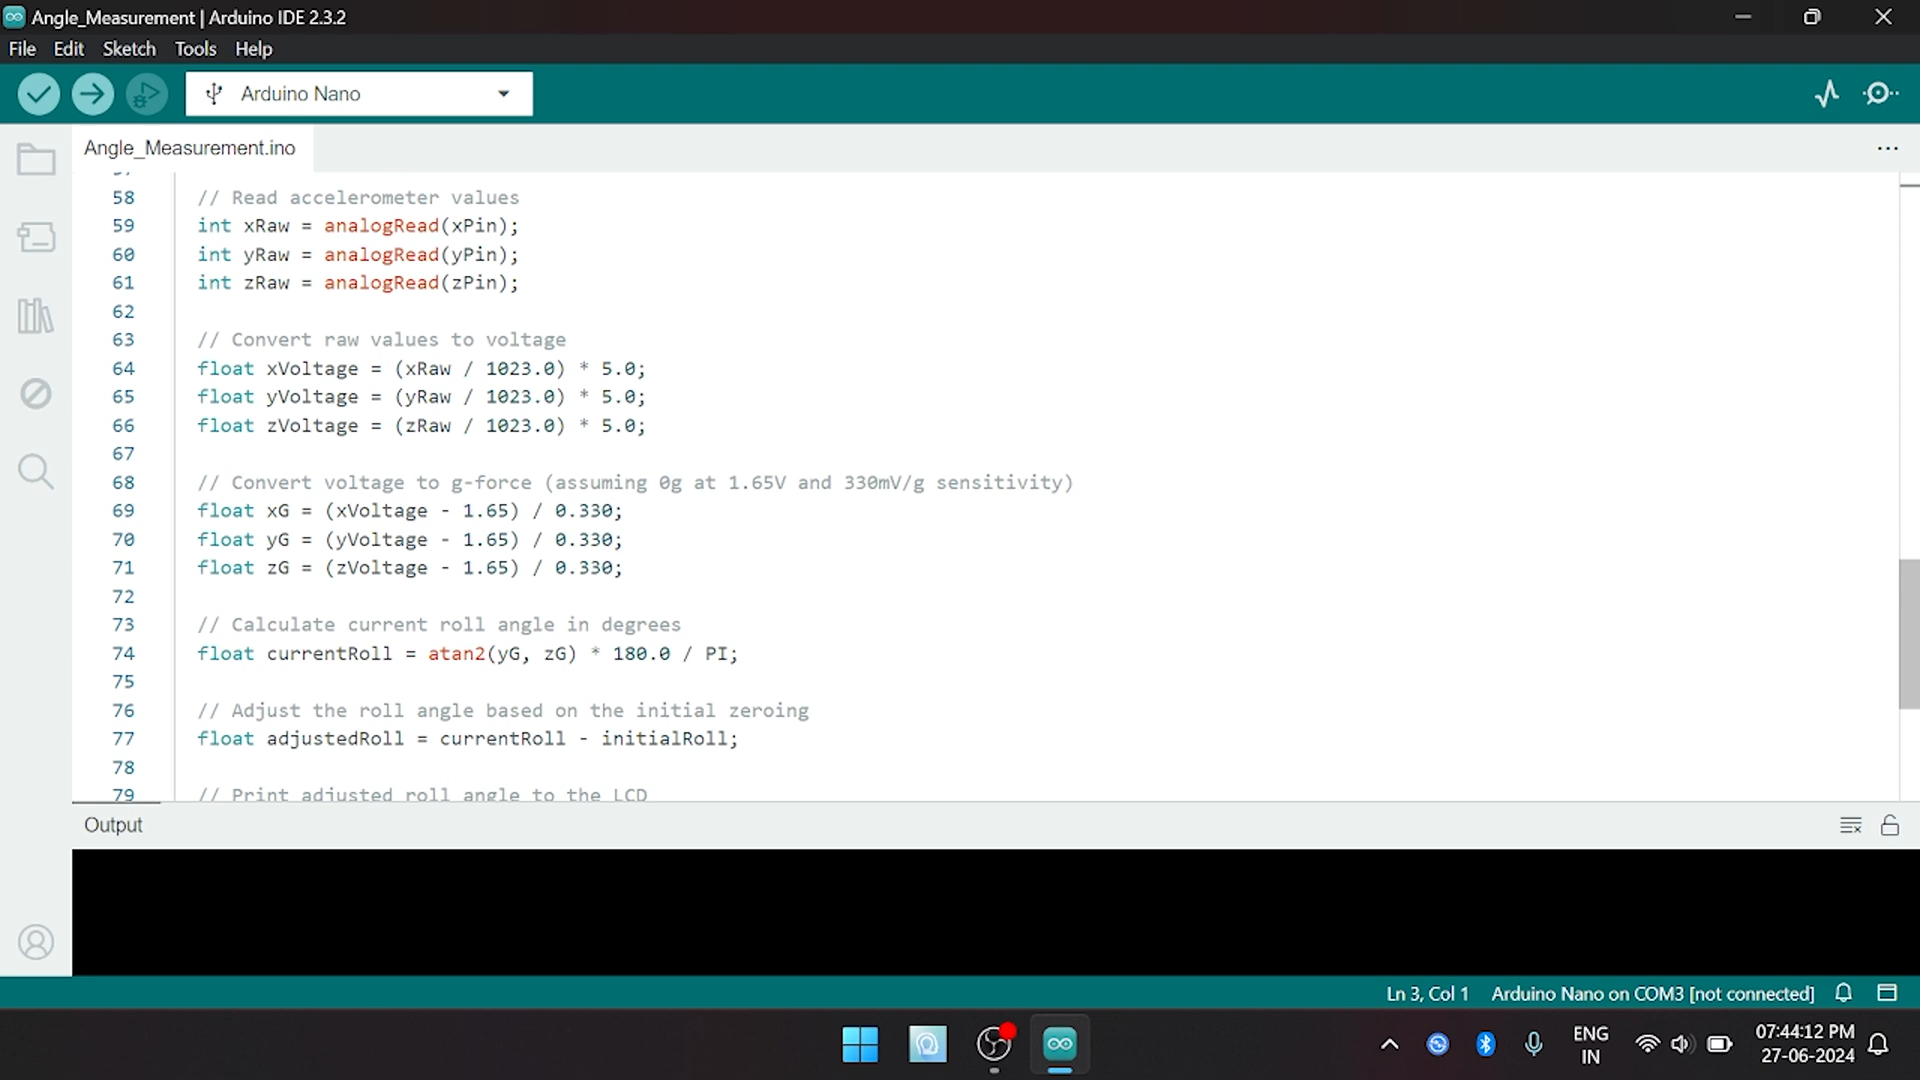 Angle_Measurement | Arduino IDE 2.3.2
File Edit Sketch Tools Help
Arduino Nano
Angle_Measurement.ino
58 // Read accelerometer values
59 int xRaw = analogRead(xPin);
60 int yRaw = analogRead(yPin);
61 int zRaw = analogRead(zPin);
62
63 // Convert raw values to voltage
64 float xVoltage = (xRaw / 1023.0) * 5.0;
65 float yVoltage = (yRaw / 1023.0) * 5.0;
66 float zVoltage = (zRaw / 1023.0) * 5.0;
67
68 // Convert voltage to g-force (assuming 0g at 1.65V and 330mV/g sensitivity)
69 float xG = (xVoltage - 1.65) / 0.330;
70 float yG = (yVoltage - 1.65) / 0.330;
71 float zG = (zVoltage - 1.65) / 0.330;
72
73 // Calculate current roll angle in degrees
74 float currentRoll = atan2(yG, zG) * 180.0 / PI;
75
76 // Adjust the roll angle based on the initial zeroing
77 float adjustedRoll = currentRoll - initialRoll;
78
79 // Print adjusted roll angle to the LCD
Output
Ln 3, Col 1 Arduino Nano on COM3 [not connected]
ENG
IN
07:44:12 PM
27-06-2024